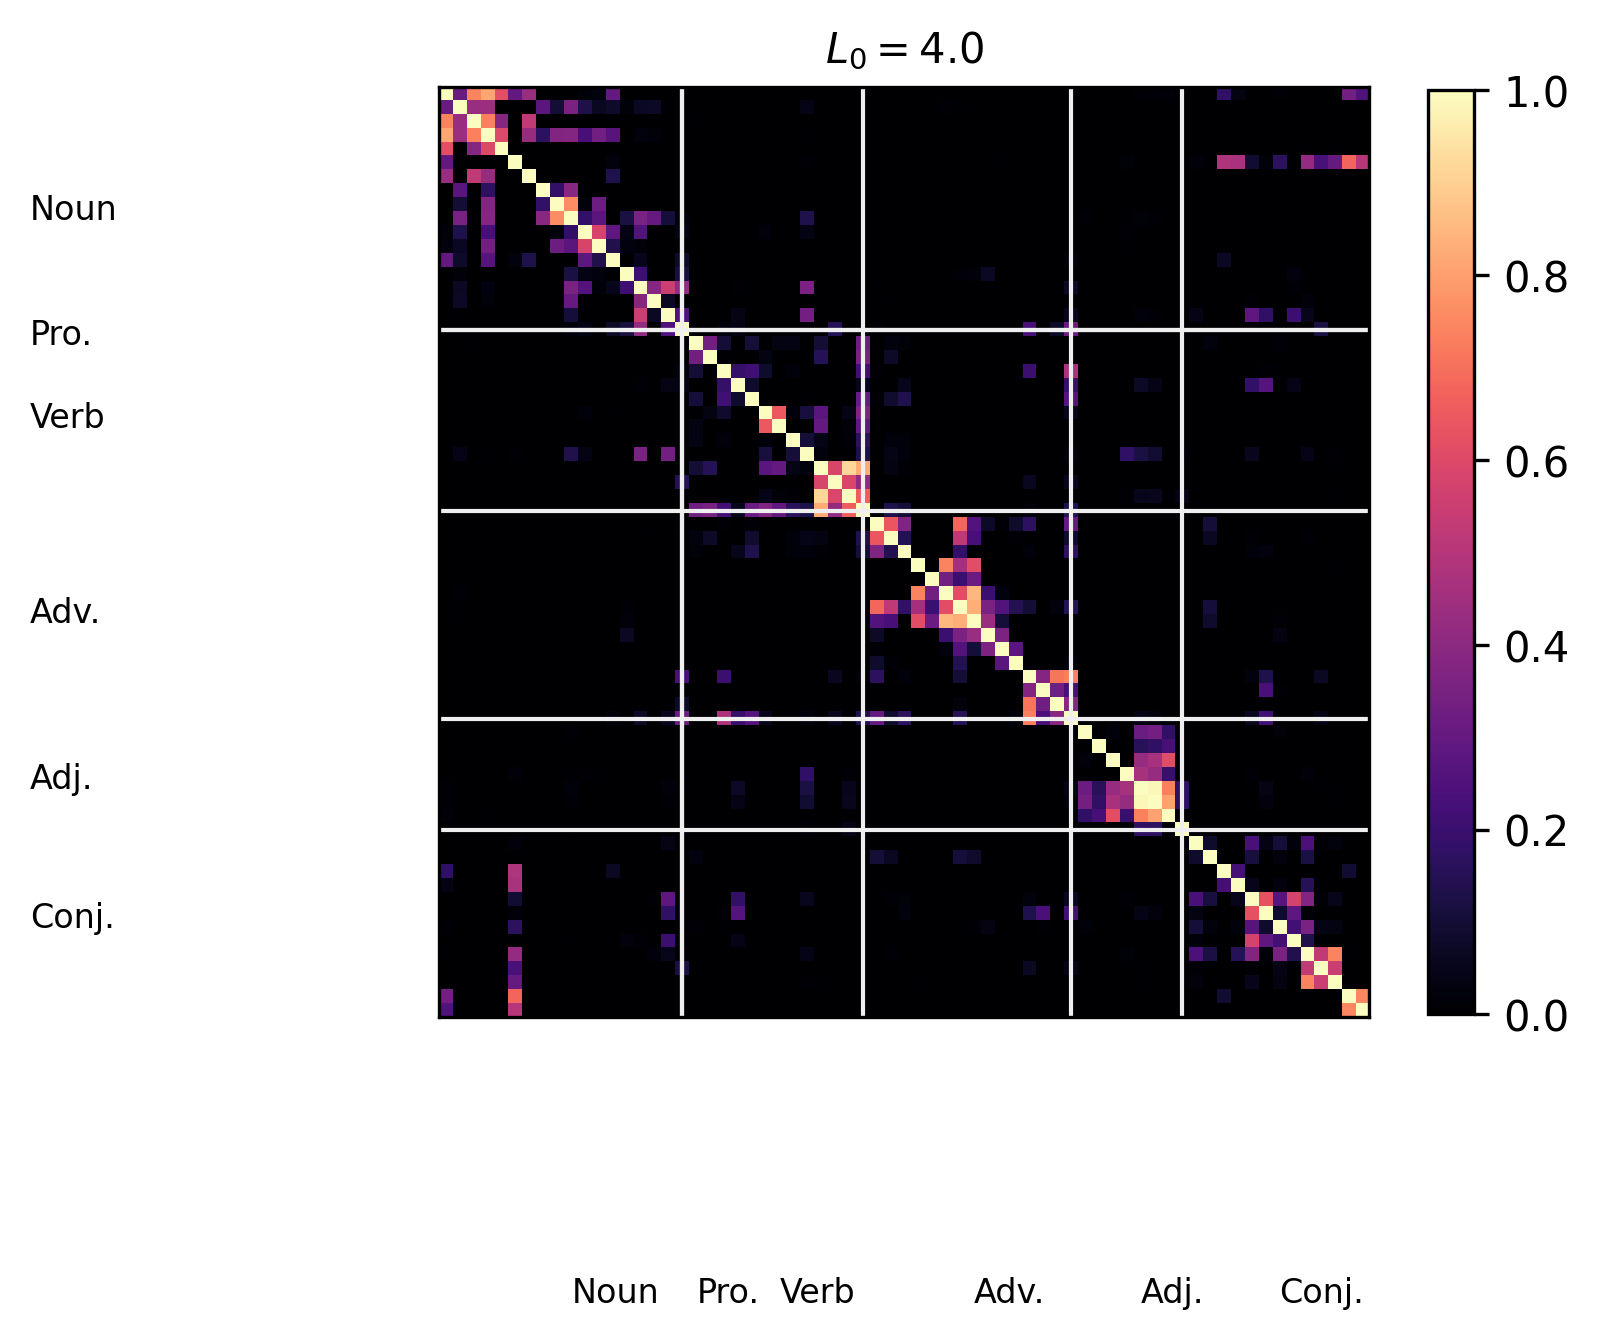 L₀ = 4.0
1.0
0.8
0.6
0.4
0.2
0.0
Noun
Pro.
Verb
Adv.
Adj.
Conj.
Noun Pro. Verb Adv. Adj. Conj.